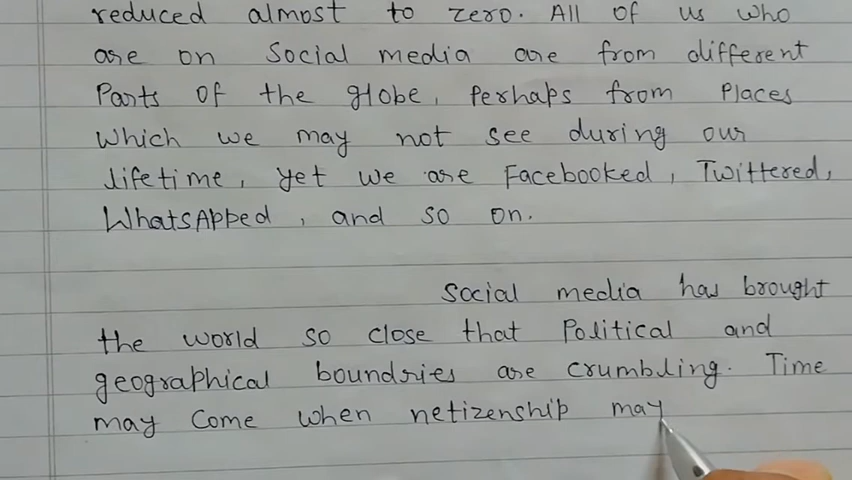 reduced almost to zero. All of us who
are on social media are from different
Parts of the globe, Perhaps from Places
which we may not see during our
lifetime, yet we are Facebooked, Twittered,
WhatsApped, and so on.
Social media has brought
the world so close that Political and
geographical boundries are crumbling. Time
may come when netizenship may